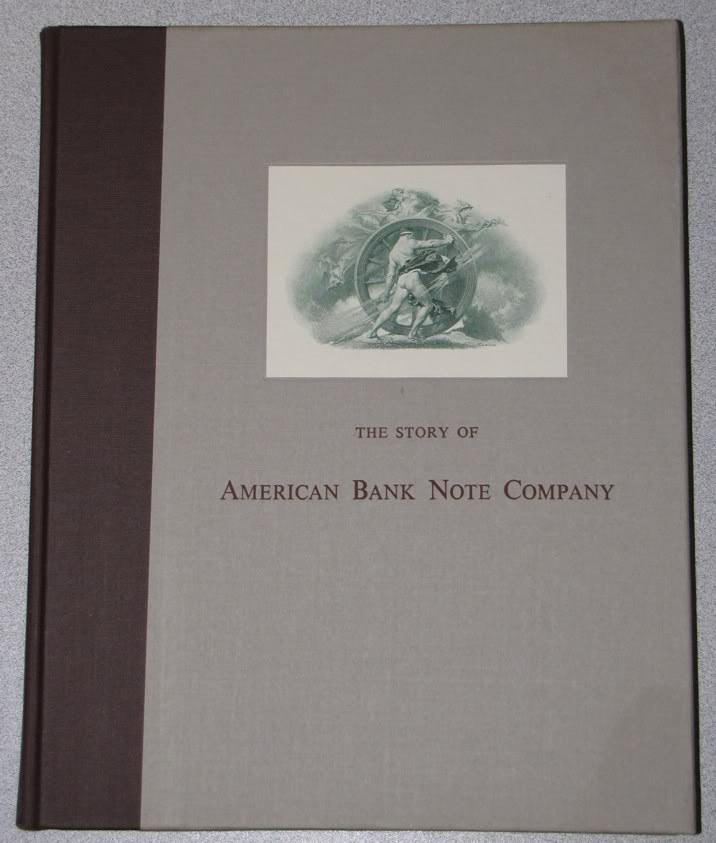 THE STORY OF
AMERICAN BANK NOTE COMPANY